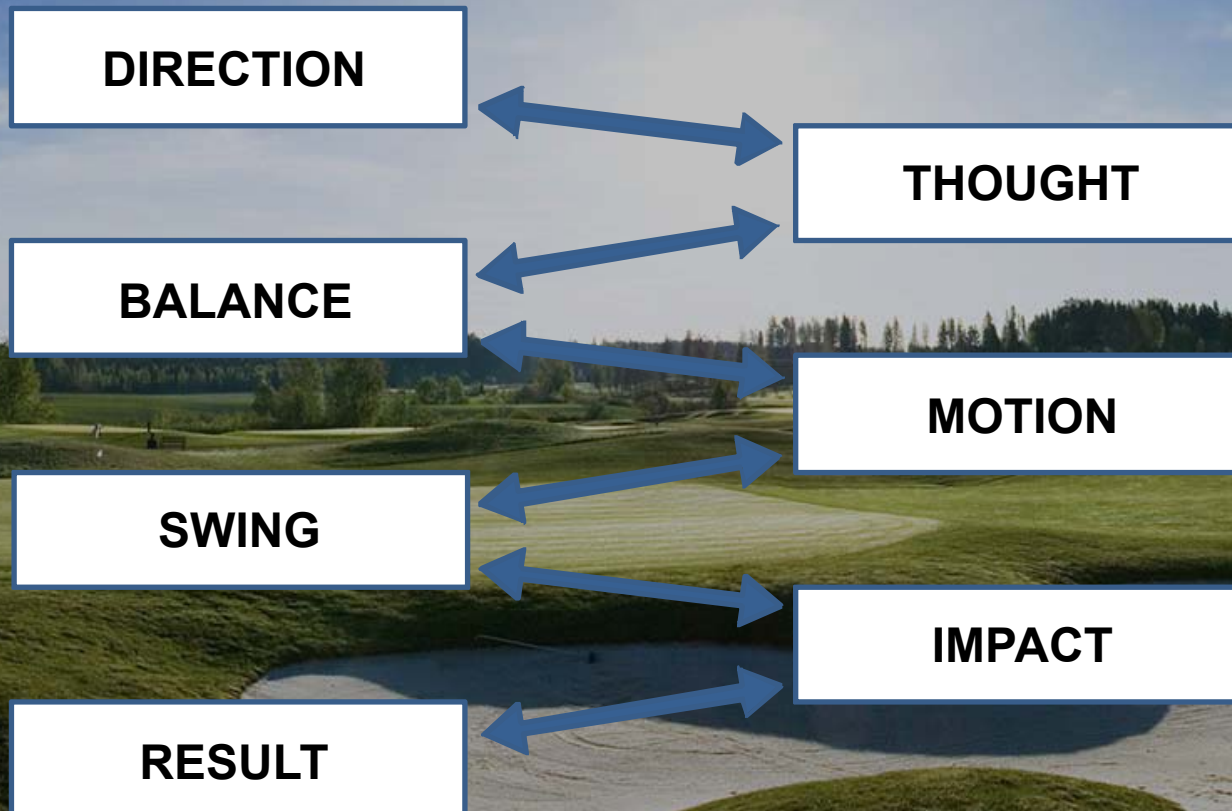 DIRECTION
THOUGHT
BALANCE
MOTION
SWING
IMPACT
RESULT